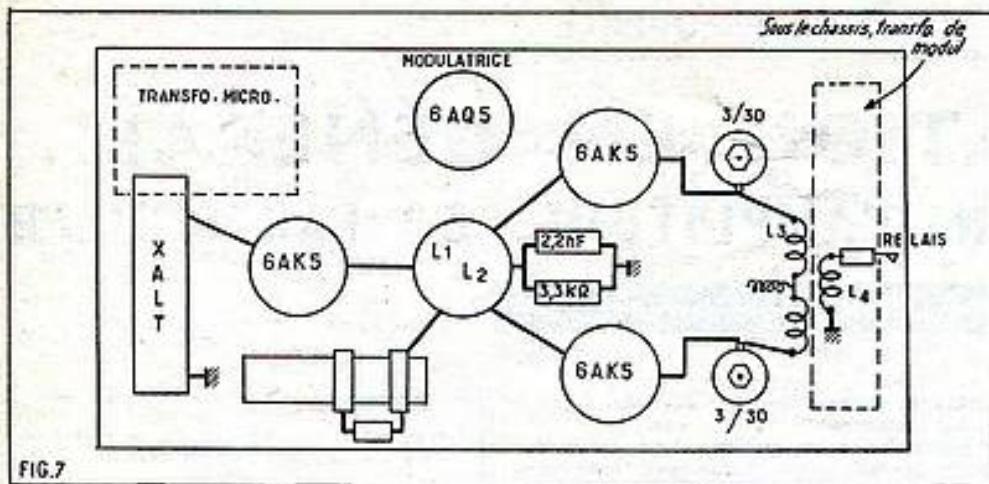 Sous le chassis, transfo. de
modul
MODULATRICE
TRANSFO. MICRO.
6AQ5
3/30
6AK5
XALT
L3
RELAIS
6AK5
L1
L2
2,2nF
3,3KΩ
L4
6AK5
3/30
FIG.7